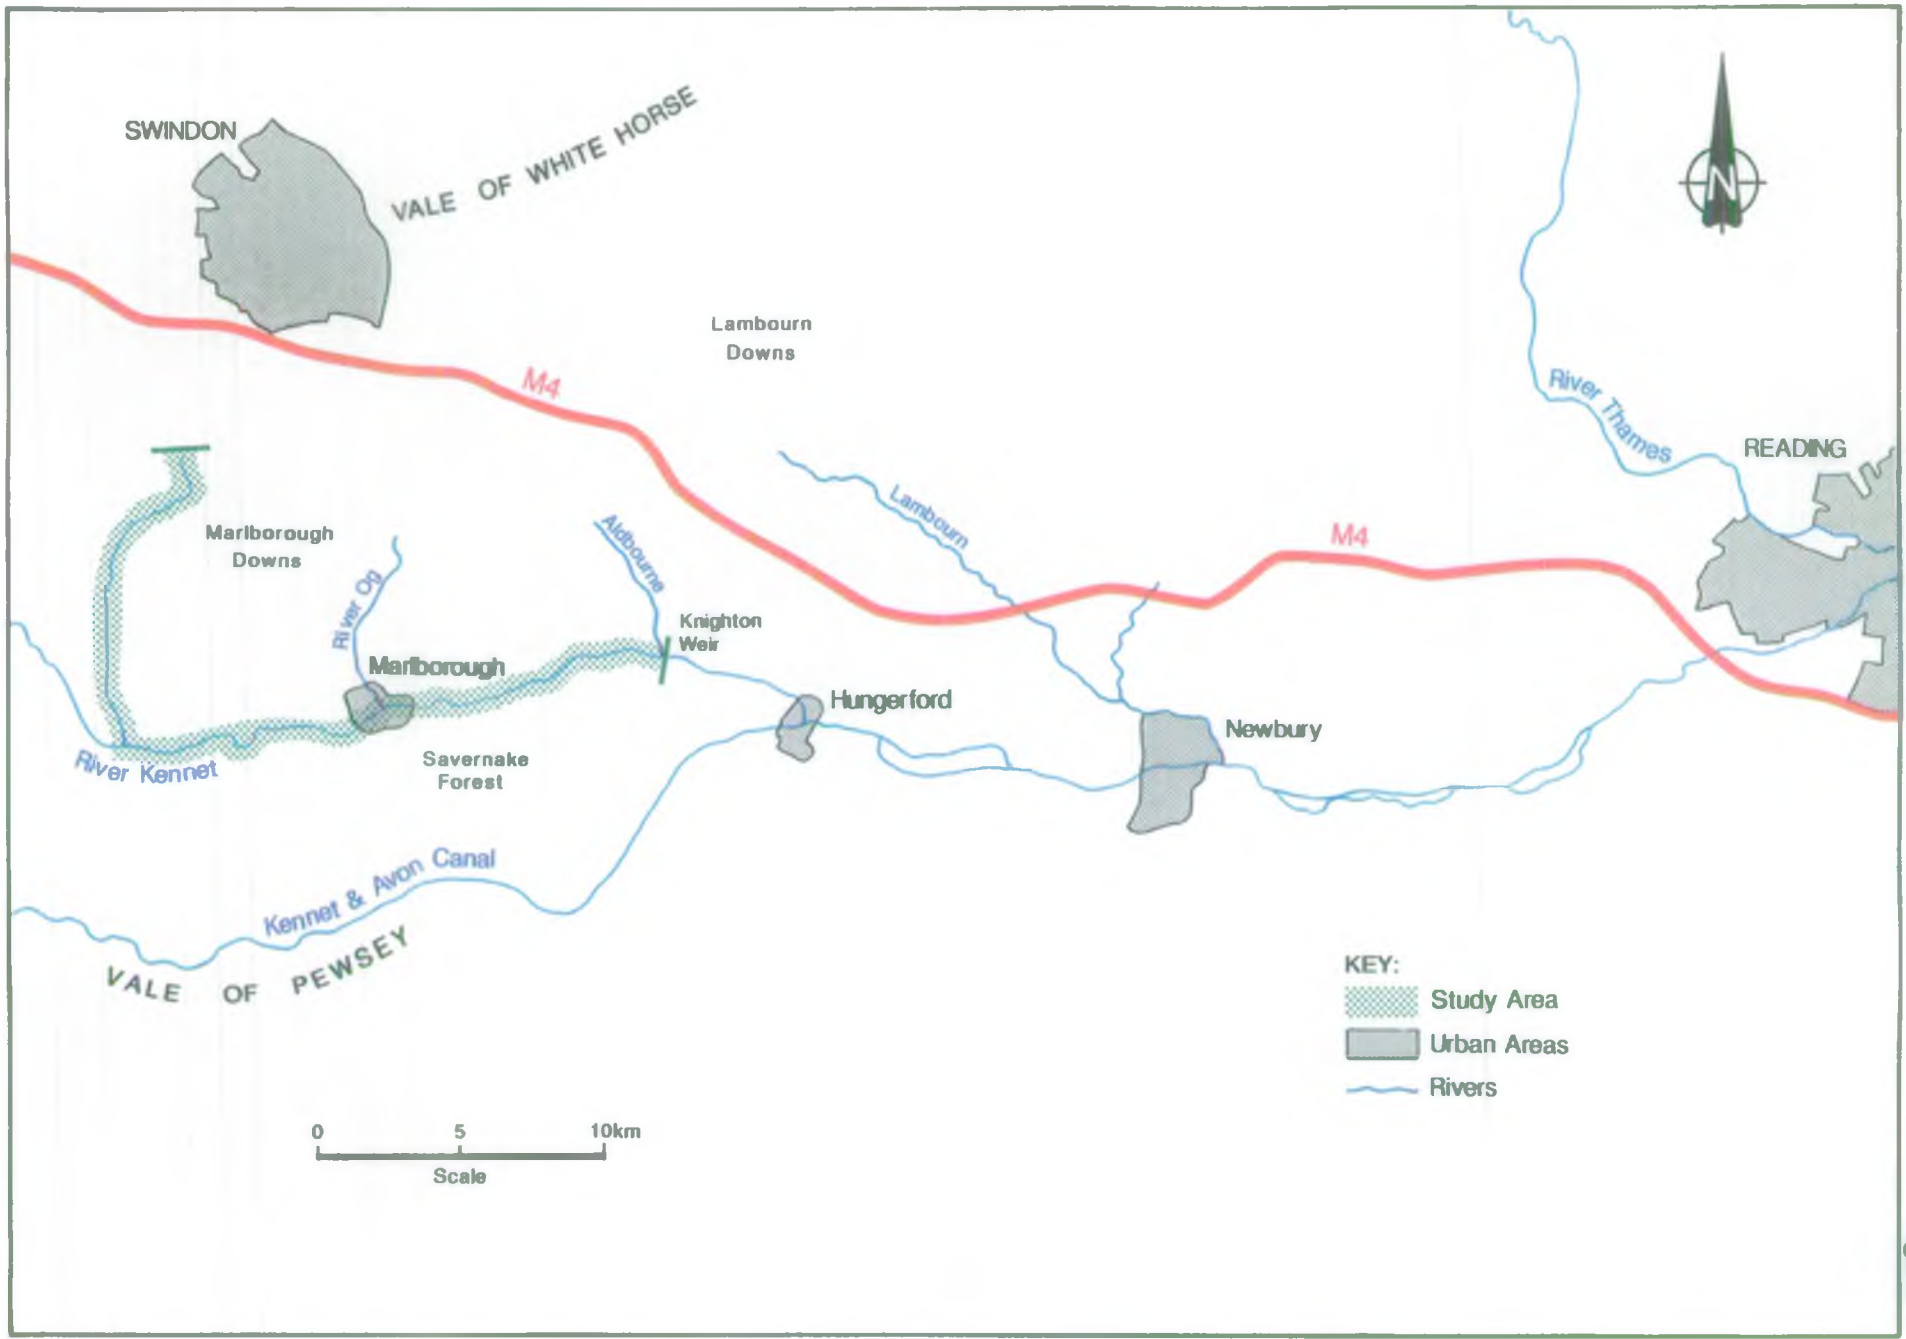 SWINDON
VALE OF WHITE HORSE
N
Lambourn
Downs
M4
River Thames
READING
Marlborough
Downs
River Og
Aldbourne
Lambourn
M4
Knighton
Weir
Marlborough
Hungerford
Newbury
River Kennet
Savernake
Forest
Kennet & Avon Canal
VALE OF PEWSEY
KEY:
Study Area
Urban Areas
Rivers
0 5 10km
Scale